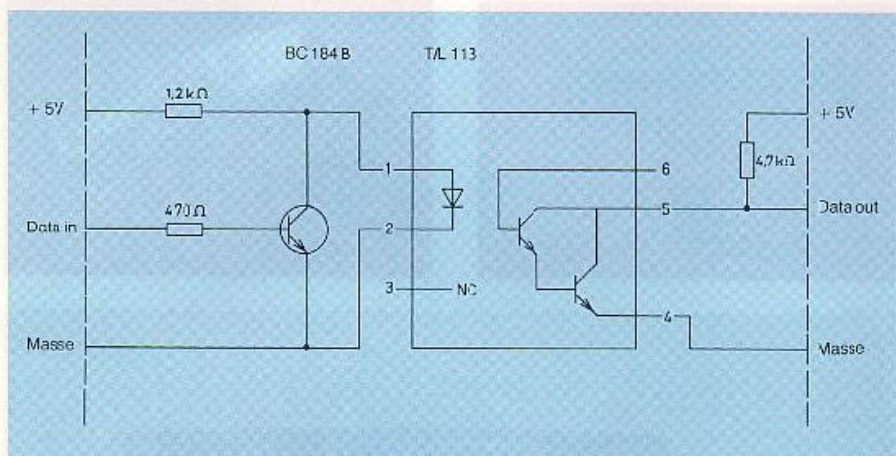 BC 184 B T/L 113
1,2 kΩ
+ 5V
+ 5V
4,7kΩ
1
6
470Ω
Data in
2
5
Data out
3
NC
4
Masse
Masse